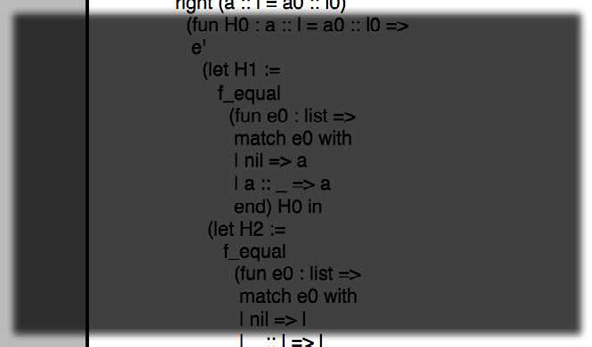 right (a :: l = a0 :: l0)
(fun H0 : a :: l = a0 :: l0 =>
e'
(let H1 :=
f_equal
(fun e0 : list =>
match e0 with
| nil => a
| a :: _ => a
end) H0 in
(let H2 :=
f_equal
(fun e0 : list =>
match e0 with
| nil => l
| _ :: l => l